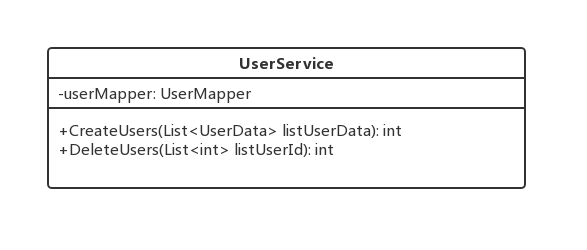 UserService
-userMapper: UserMapper
+CreateUsers(List<UserData> listUserData): int
+DeleteUsers(List<int> listUserId): int